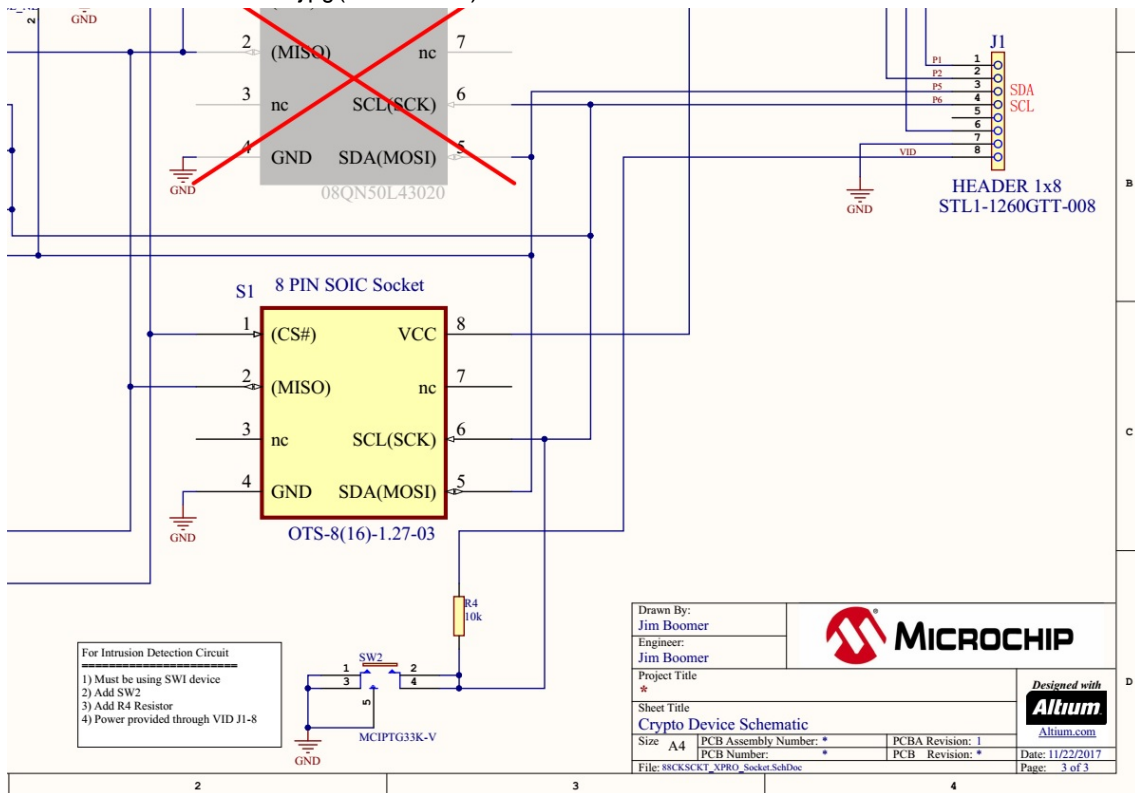 GND
2
2 (MISO) nc 7
3 nc SCL(SCK) 6
4 GND SDA(MOSI) 5
GND
08QN50L43020
J1
P1 1
P2 2
P5 3 SDA
P6 4 SCL
5
6
7
VID 8
GND
HEADER 1x8
STL1-1260GTT-008
B
S1 8 PIN SOIC Socket
1 (CS#) VCC 8
2 (MISO) nc 7
3 nc SCL(SCK) 6
4 GND SDA(MOSI) 5
GND
OTS-8(16)-1.27-03
C
R4
10k
For Intrusion Detection Circuit
=======================
1) Must be using SWI device
2) Add SW2
3) Add R4 Resistor
4) Power provided through VID J1-8
SW2
1 2
3 4
5
MCIPTG33K-V
GND
Drawn By:
Jim Boomer
Engineer:
Jim Boomer
MICROCHIP
Project Title
*
Sheet Title
Crypto Device Schematic
Designed with
Altium
Altium.com
Size A4 PCB Assembly Number: * PCBA Revision: 1
PCB Number: * PCB Revision: *
Date: 11/22/2017
File: 88CKSCKT_XPRO_Socket.SchDoc
Page: 3 of 3
D
2 3 4